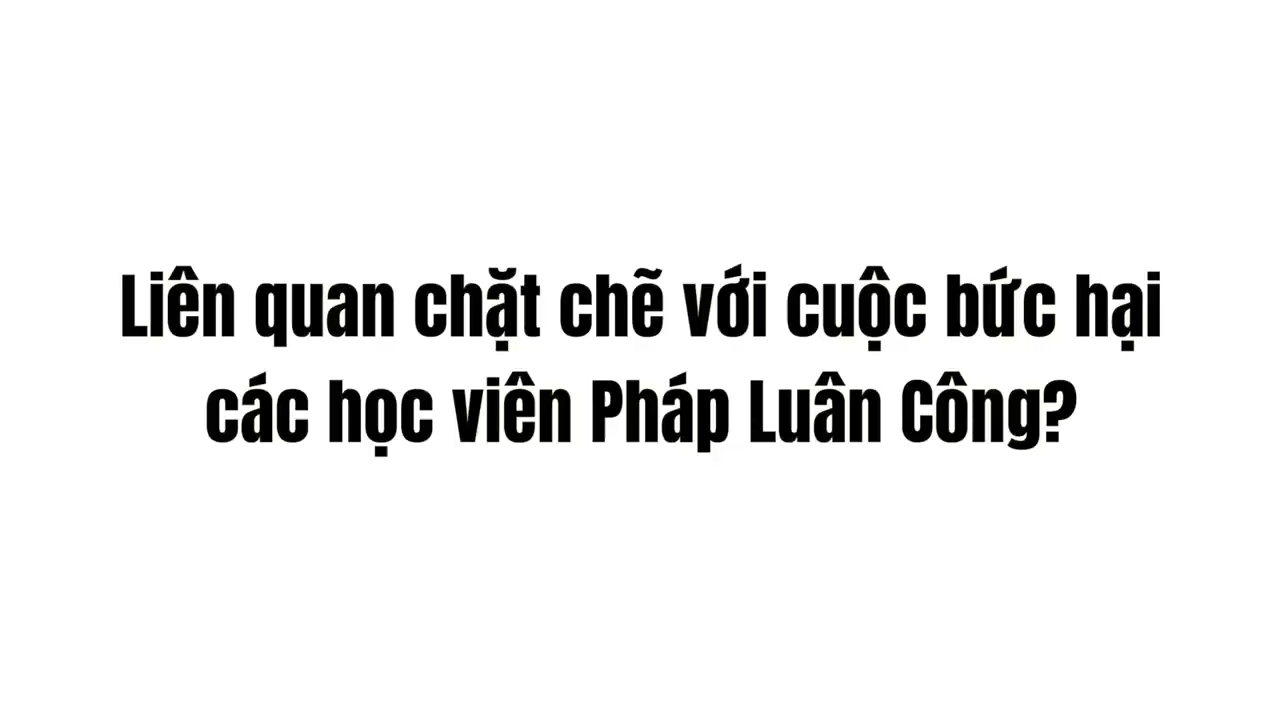 Liên quan chặt chẽ với cuộc bức hại
các học viên Pháp Luân Công?